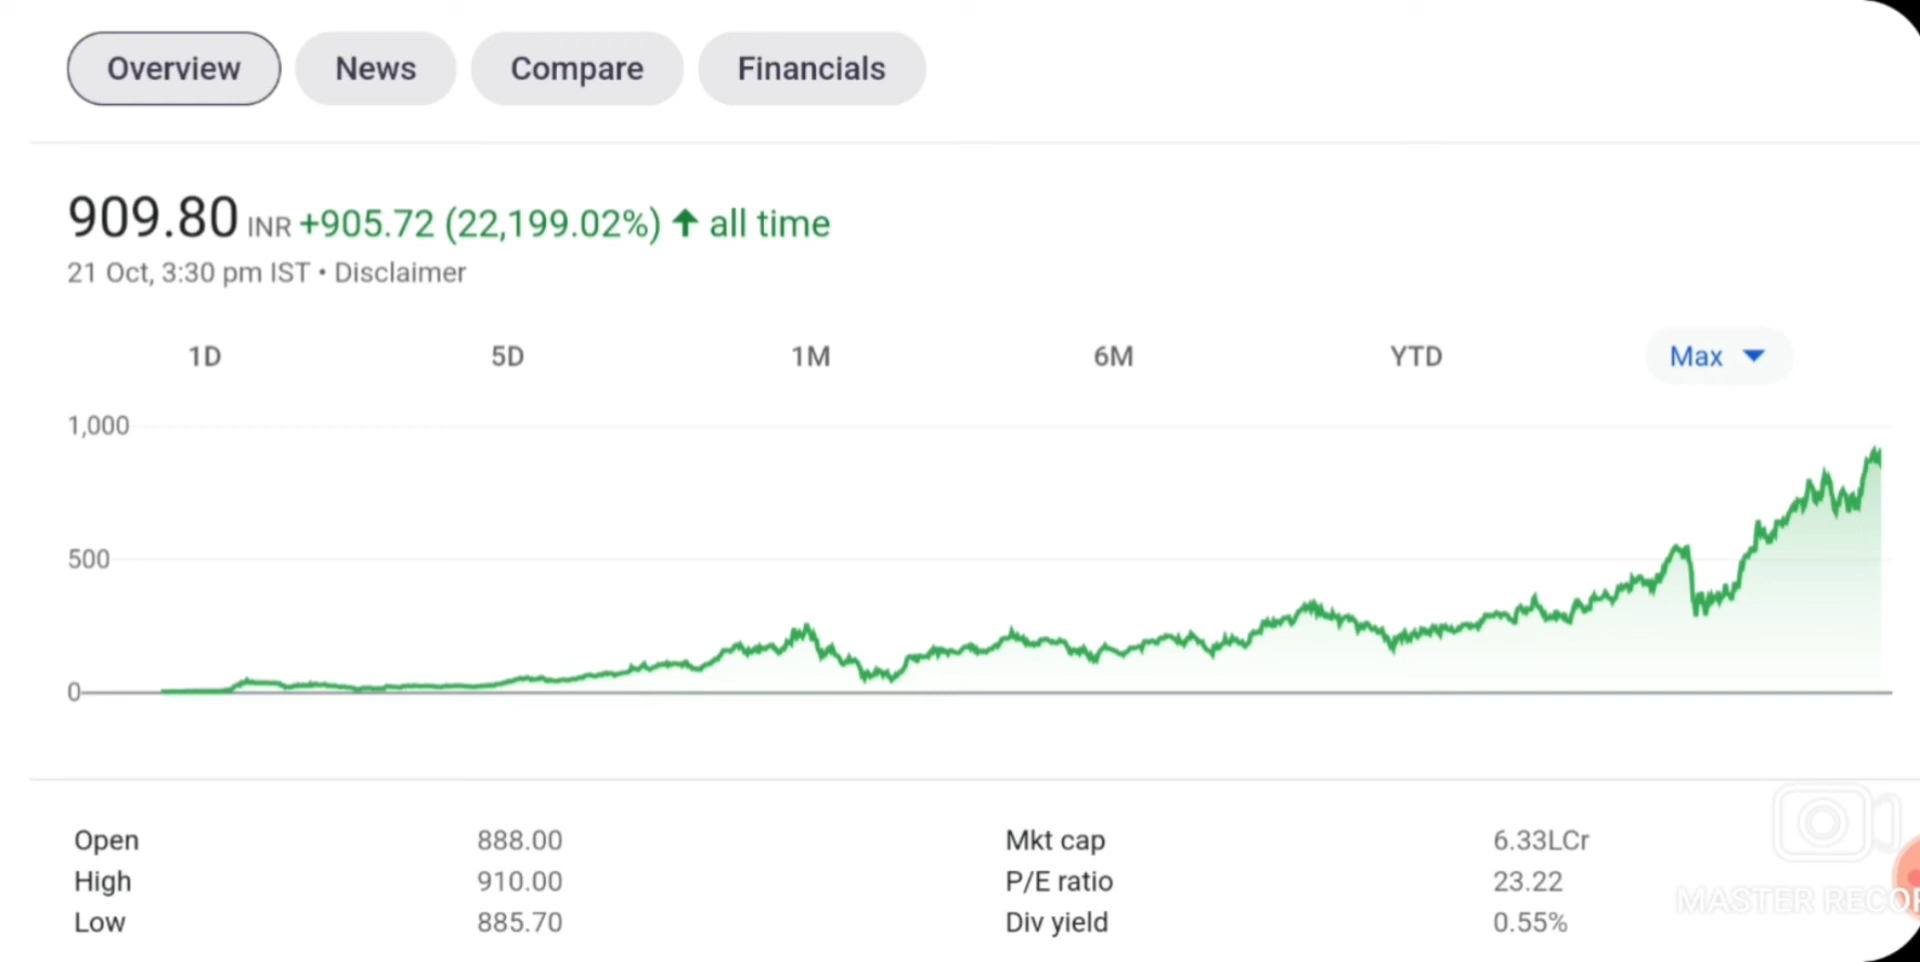 Overview News Compare Financials
909.80 INR +905.72 (22,199.02%) ↑ all time
21 Oct, 3:30 pm IST • Disclaimer
1D 5D 1M 6M YTD Max
1,000
500
0
Open 888.00 Mkt cap 6.33LCr
High 910.00 P/E ratio 23.22
Low 885.70 Div yield 0.55%
MASTER RECOR